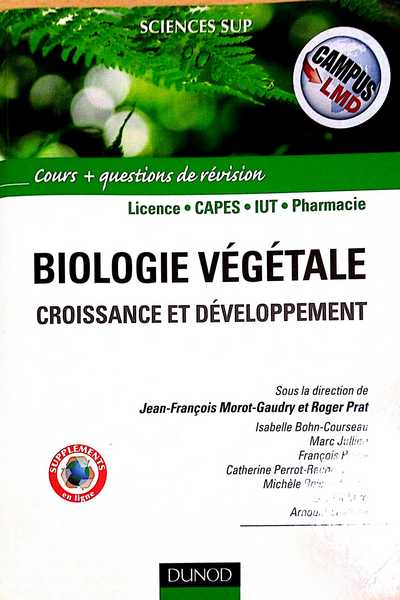 SCIENCES SUP
CAMPUS
LMD
Cours + questions de révision
Licence • CAPES • IUT • Pharmacie
BIOLOGIE VÉGÉTALE
CROISSANCE ET DÉVELOPPEMENT
Sous la direction de
Jean-François Morot-Gaudry et Roger Prat
Isabelle Bohn-Courseau
Marc Jullien
François
Catherine
Michèle
SUPPLÉMENTS
en ligne
DUNOD